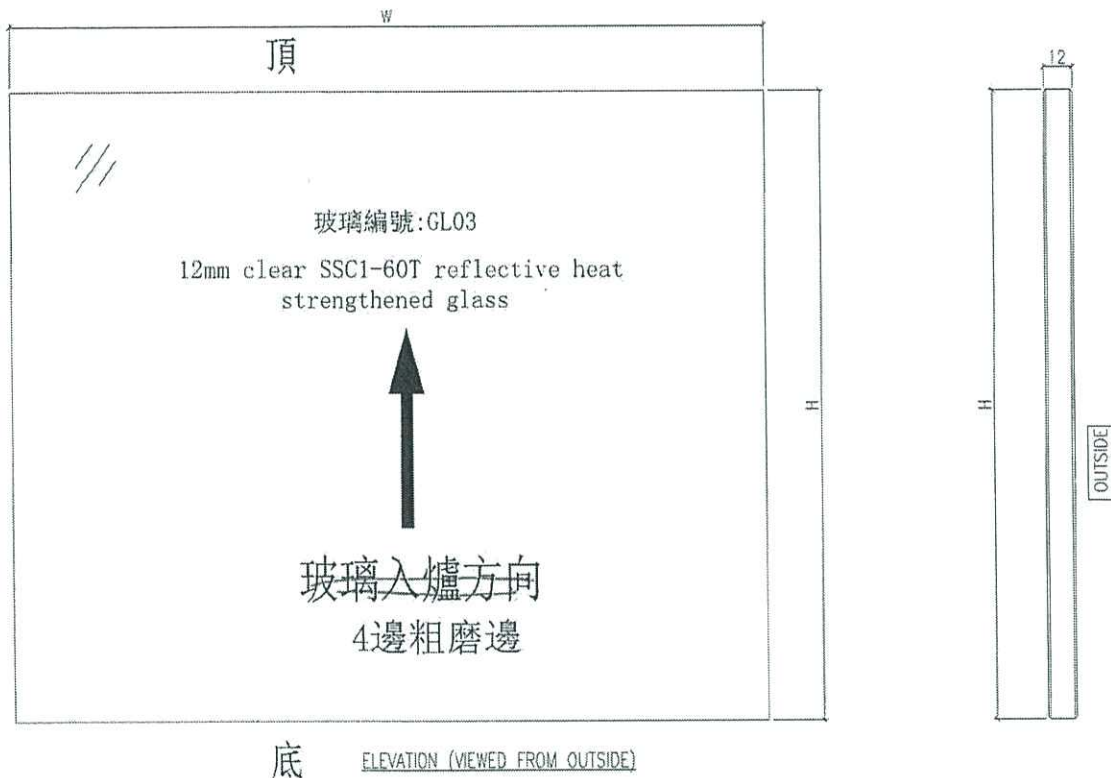 W
頂
12
玻璃編號:GL03
12mm clear SSC1-60T reflective heat
strengthened glass
H
H
OUTSIDE
玻璃入爐方向
4邊粗磨邊
底
ELEVATION (VIEWED FROM OUTSIDE)